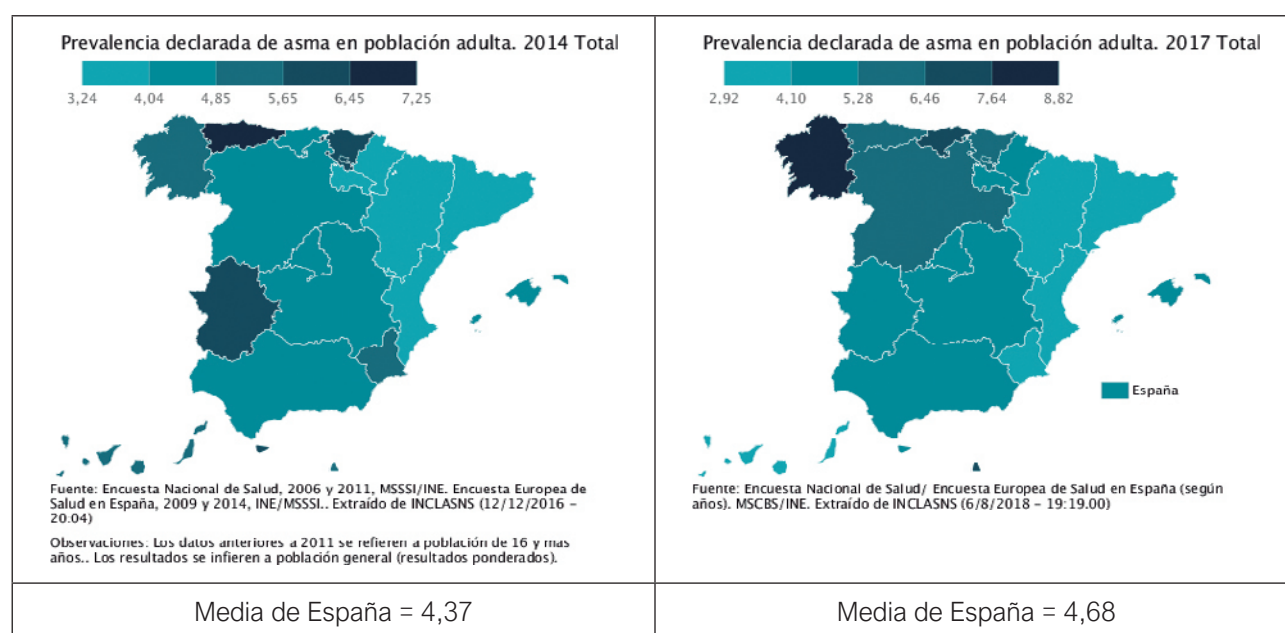 Prevalencia declarada de asma en población adulta. 2014 Total
3,24 4,04 4,85 5,65 6,45 7,25
Fuente: Encuesta Nacional de Salud, 2006 y 2011, MSSSI/INE. Encuesta Europea de
Salud en España, 2009 y 2014, INE/MSSSI.. Extraído de INCLASNS (12/12/2016 –
20.04)
Observaciones: Los datos anteriores a 2011 se refieren a población de 16 y mas
años.. Los resultados se infieren a población general (resultados ponderados).
Media de España = 4,37
Prevalencia declarada de asma en población adulta. 2017 Total
2,92 4,10 5,28 6,46 7,64 8,82
España
Fuente: Encuesta Nacional de Salud/ Encuesta Europea de Salud en España (según
años). MSCBS/INE. Extraído de INCLASNS (6/8/2018 – 19:19.00)
Media de España = 4,68